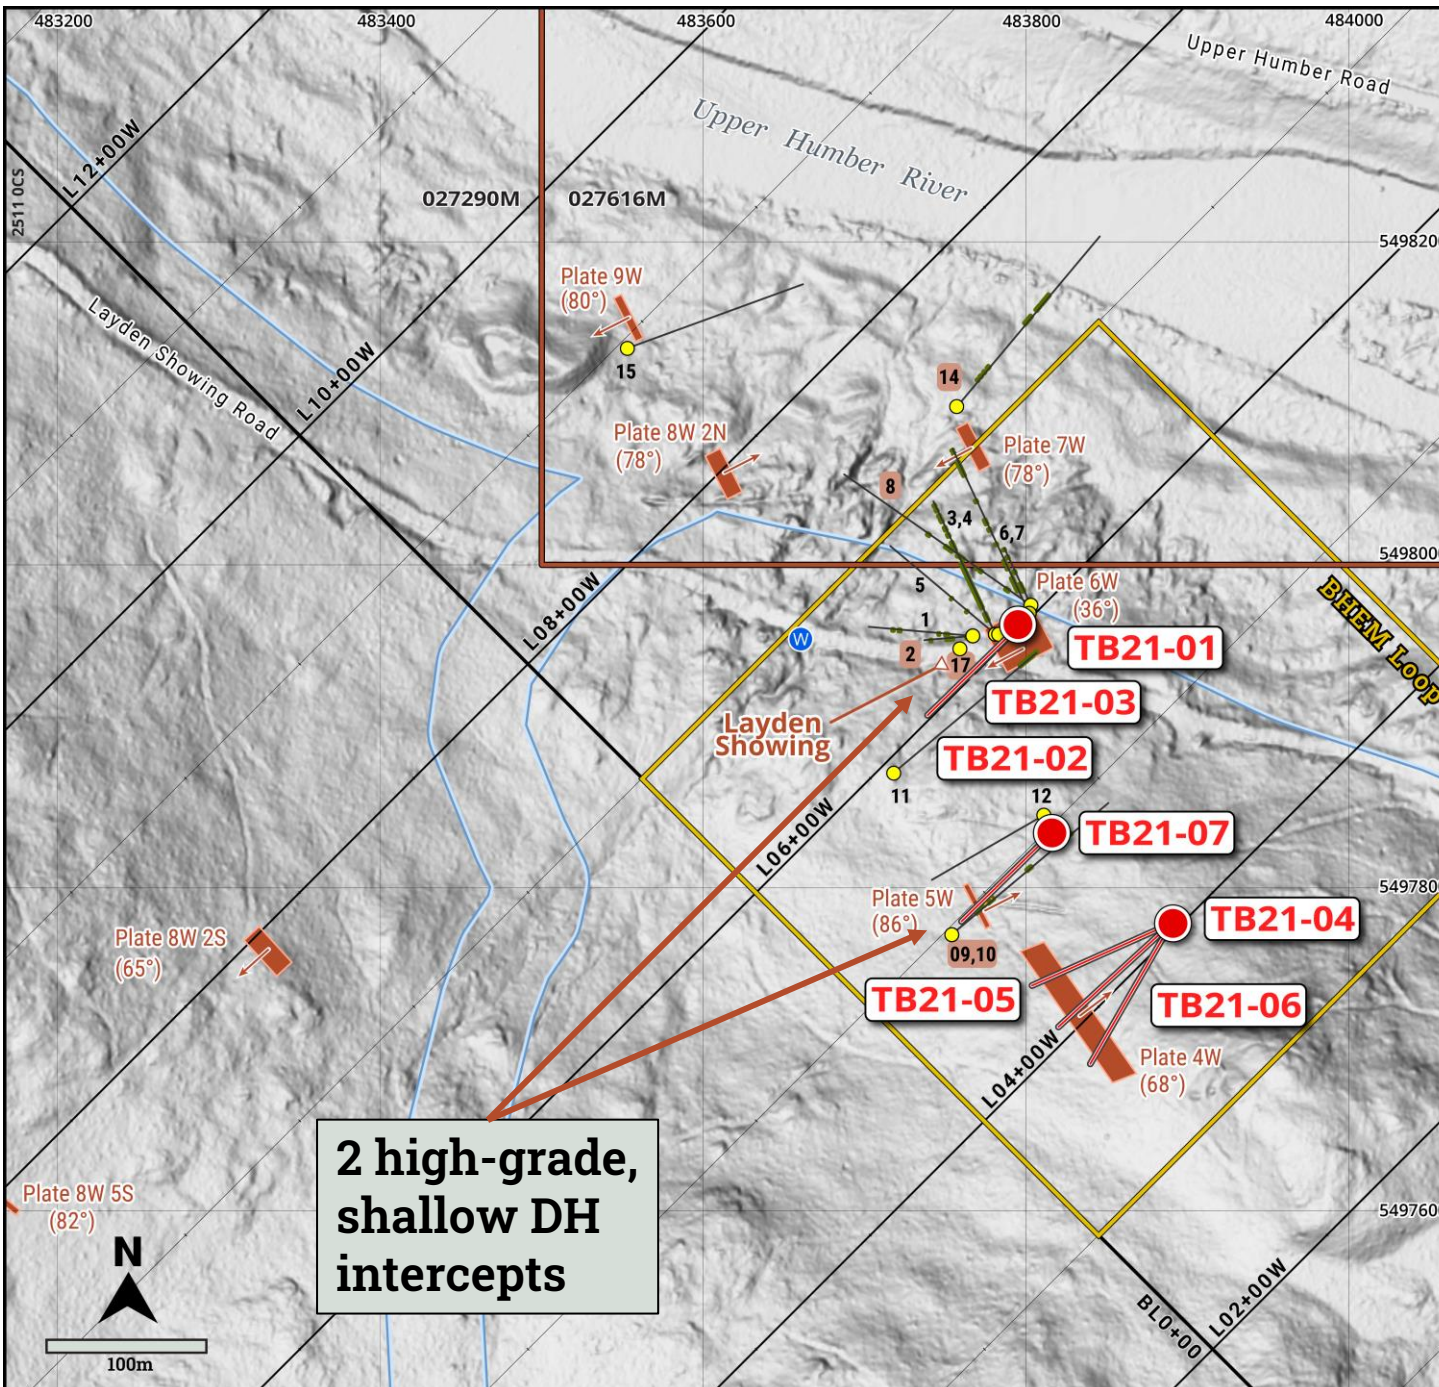 483200
483400
483600
483800
484000
Upper Humber Road
Upper Humber River
L12+00W
2511 0CS
027290M
027616M
549820
Plate 9W
(80°)
Layden Showing Road
L10+00W
15
14
Plate 8W 2N
(78°)
Plate 7W
(78°)
8
3,4
6,7
549800
Plate 6W
(36°)
BHEM Loop
5
L08+00W
1
W
2
17
TB21-01
TB21-03
Layden
Showing
TB21-02
11
12
L06+00W
TB21-07
549780
Plate 5W
(86°)
TB21-04
Plate 8W 2S
(65°)
09,10
TB21-05
TB21-06
L04+00W
Plate 4W
(68°)
2 high-grade,
shallow DH
intercepts
Plate 8W 5S
(82°)
549760
N
100m
BL0+00
L02+00W